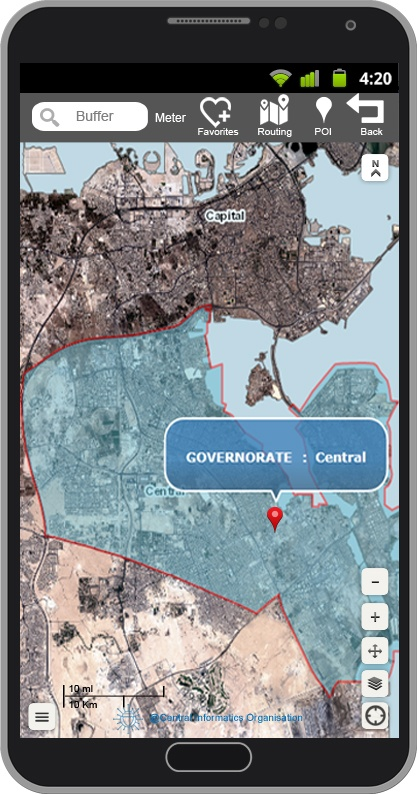 4:20
Buffer
Meter
Favorites
Routing
POI
Back
N
Capital
GOVERNORATE : Central
Central
10 mi
10 Km
© Central Informatics Organisation